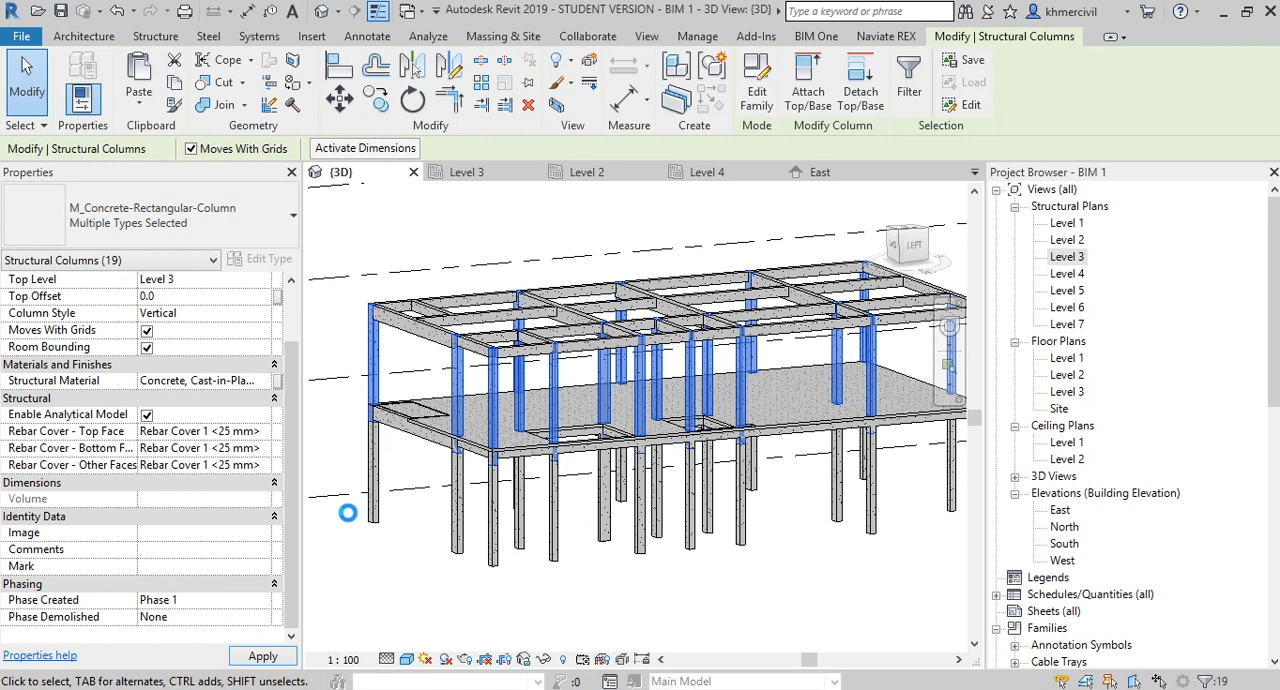 Autodesk Revit 2019 - STUDENT VERSION - BIM 1 - 3D View: {3D}
Type a keyword or phrase
khmercivil
File Architecture Structure Steel Systems Insert Annotate Analyze Massing & Site Collaborate View Manage Add-Ins BIM One Naviate REX Modify | Structural Columns
Modify
Paste
Cope
Cut
Join
Edit Family
Attach Top/Base
Detach Top/Base
Filter
Save
Load
Edit
Select Properties Clipboard Geometry Modify View Measure Create Mode Modify Column Selection
Modify | Structural Columns Moves With Grids Activate Dimensions
Properties
{3D} Level 3 Level 2 Level 4 East
Project Browser - BIM 1
M_Concrete-Rectangular-Column
Multiple Types Selected
Structural Columns (19) Edit Type
Top Level Level 3
Top Offset 0.0
Column Style Vertical
Moves With Grids
Room Bounding
Materials and Finishes
Structural Material Concrete, Cast-in-Pla...
Structural
Enable Analytical Model
Rebar Cover - Top Face Rebar Cover 1 <25 mm>
Rebar Cover - Bottom F... Rebar Cover 1 <25 mm>
Rebar Cover - Other Faces Rebar Cover 1 <25 mm>
Dimensions
Volume
Identity Data
Image
Comments
Mark
Phasing
Phase Created Phase 1
Phase Demolished None
Properties help Apply
LEFT
Views (all)
Structural Plans
Level 1
Level 2
Level 3
Level 4
Level 5
Level 6
Level 7
Floor Plans
Level 1
Level 2
Level 3
Site
Ceiling Plans
Level 1
Level 2
3D Views
Elevations (Building Elevation)
East
North
South
West
Legends
Schedules/Quantities (all)
Sheets (all)
Families
Annotation Symbols
Cable Trays
1 : 100
Click to select, TAB for alternates, CTRL adds, SHIFT unselects.
:0
Main Model
:19